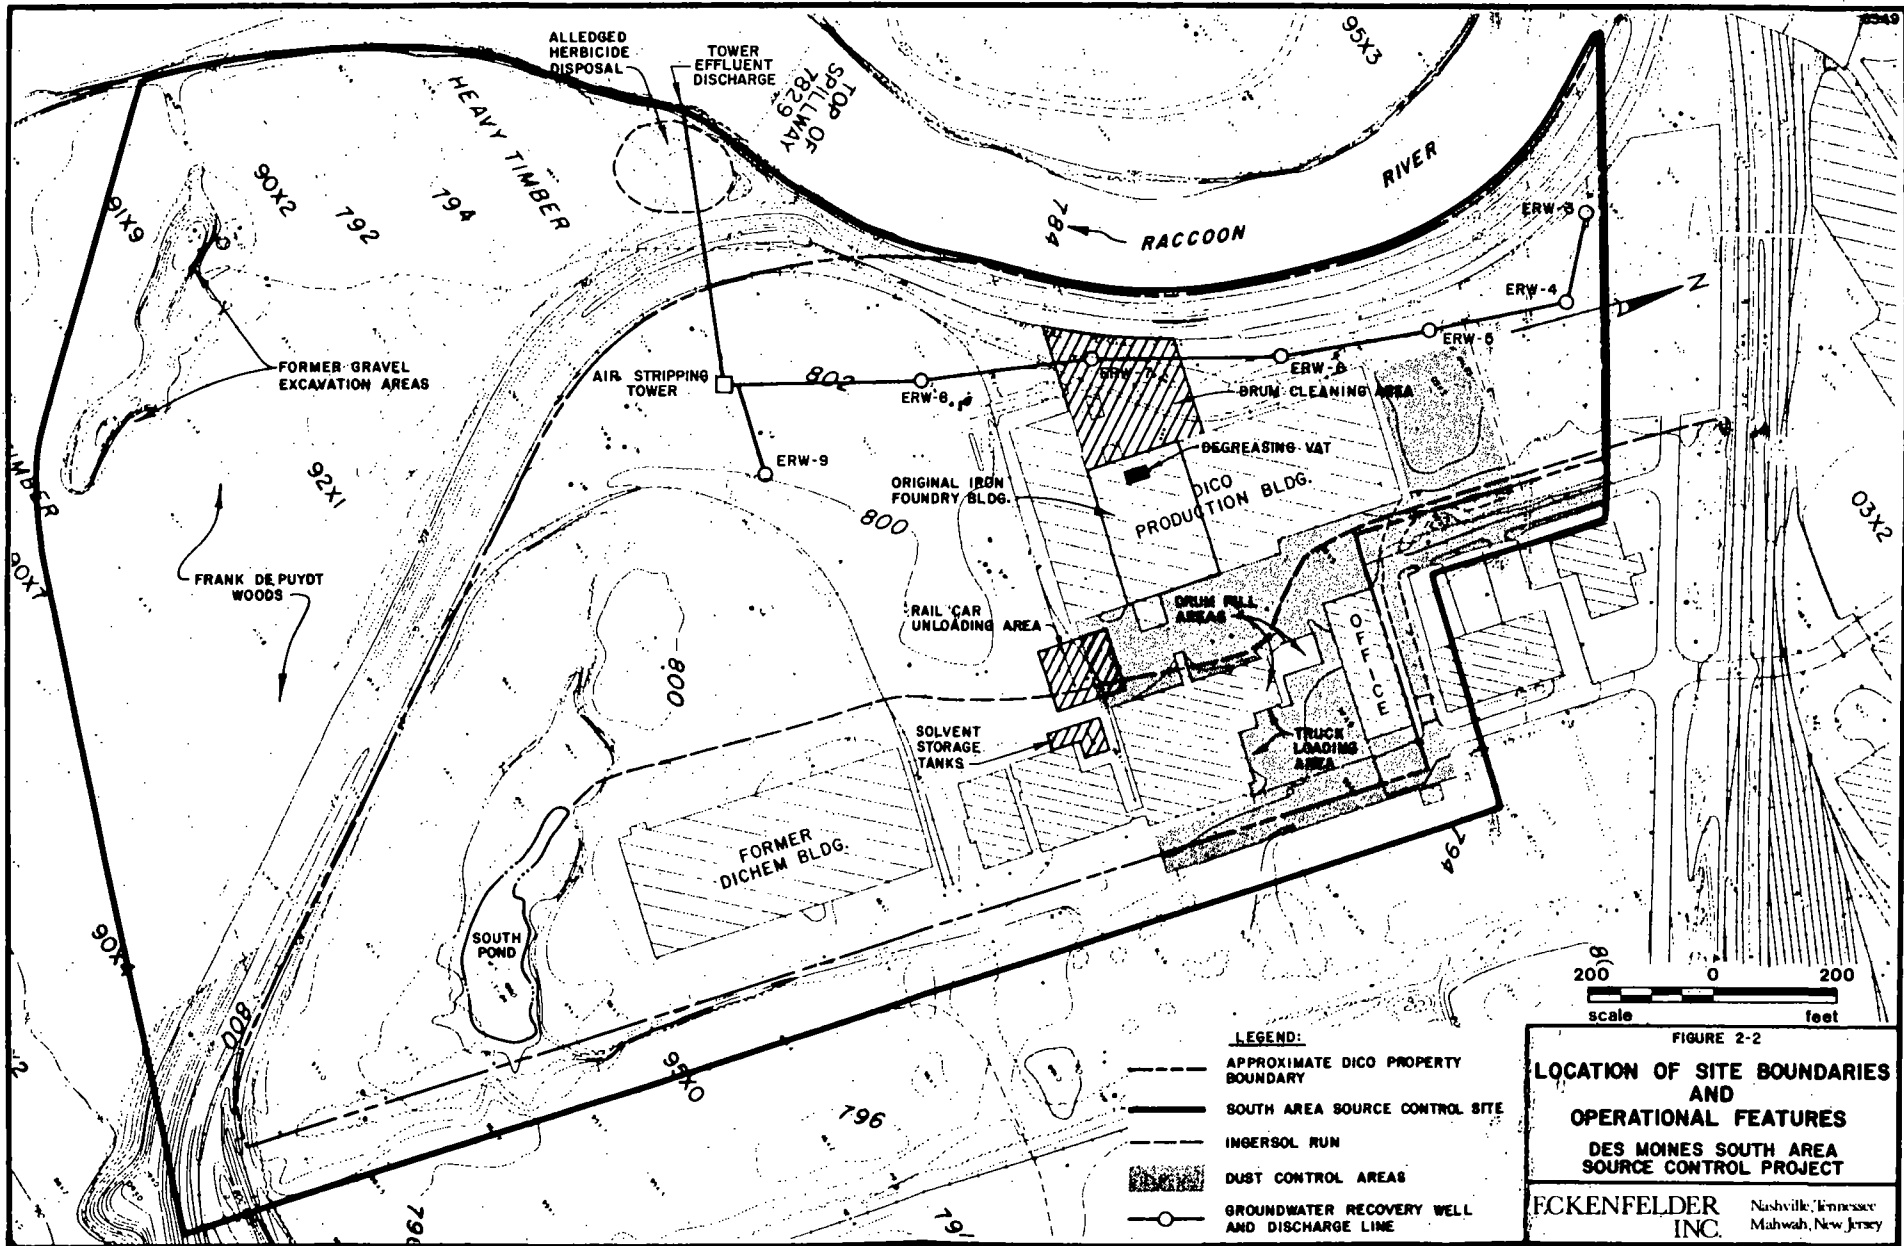 ALLEDGED
HERBICIDE
DISPOSAL
TOWER
EFFLUENT
DISCHARGE
TOP OF
SPILLWAY
782.9
95X3
HEAVY TIMBER
91X9
90X2
792
794
784
RACCOON
RIVER
ERW-3
ERW-4
N
ERW-5
ERW-6
ERW-7
FORMER GRAVEL
EXCAVATION AREAS
AIR STRIPPING
TOWER
802
DRUM CLEANING AREA
ERW-9
DEGREASING VAT
ORIGINAL IRON
FOUNDRY BLDG.
DICO
PRODUCTION BLDG.
92X1
800
03X2
90X7
FRANK DE PUYDT
WOODS
RAIL CAR
UNLOADING AREA
DRUM FILL
AREAS
OFFICE
800
SOLVENT
STORAGE
TANKS
TRUCK
LOADING
AREA
FORMER
DICHEM BLDG.
794
SOUTH
POND
90X4
800
95X0
796
200 0 200
scale feet
LEGEND:
APPROXIMATE DICO PROPERTY
BOUNDARY
SOUTH AREA SOURCE CONTROL SITE
INGERSOL RUN
DUST CONTROL AREAS
GROUNDWATER RECOVERY WELL
AND DISCHARGE LINE
FIGURE 2-2
LOCATION OF SITE BOUNDARIES
AND
OPERATIONAL FEATURES
DES MOINES SOUTH AREA
SOURCE CONTROL PROJECT
ECKENFELDER
INC.
Nashville, Tennessee
Mahwah, New Jersey